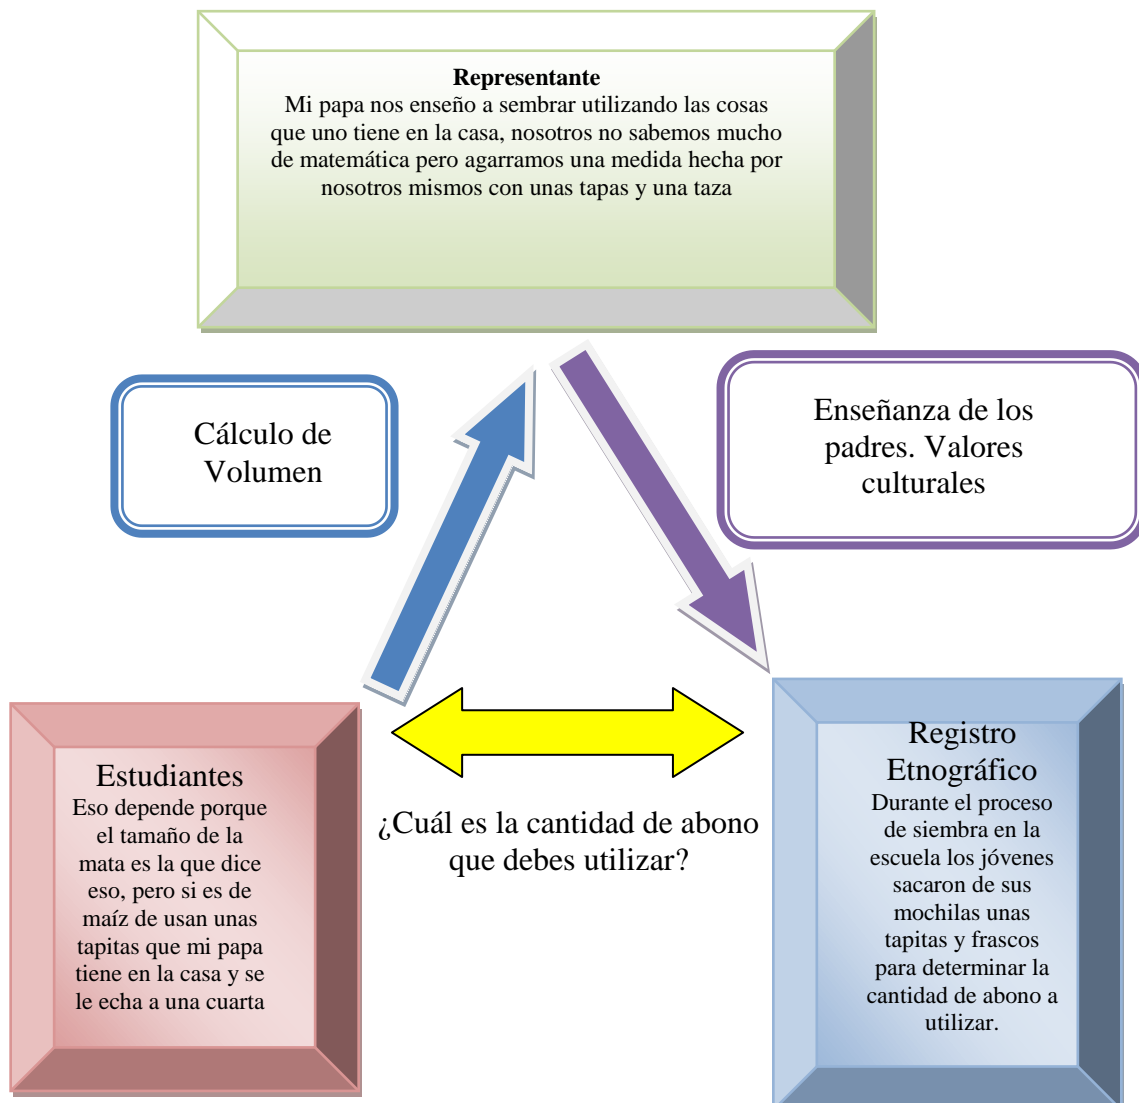 Representante
Mi papa nos enseño a sembrar utilizando las cosas
que uno tiene en la casa, nosotros no sabemos mucho
de matemática pero agarramos una medida hecha por
nosotros mismos con unas tapas y una taza
Cálculo de
Volumen
Enseñanza de los
padres. Valores
culturales
Estudiantes
Eso depende porque
el tamaño de la
mata es la que dice
eso, pero si es de
maíz de usan unas
tapitas que mi papa
tiene en la casa y se
le echa a una cuarta
¿Cuál es la cantidad de abono
que debes utilizar?
Registro
Etnográfico
Durante el proceso
de siembra en la
escuela los jóvenes
sacaron de sus
mochilas unas
tapitas y frascos
para determinar la
cantidad de abono a
utilizar.